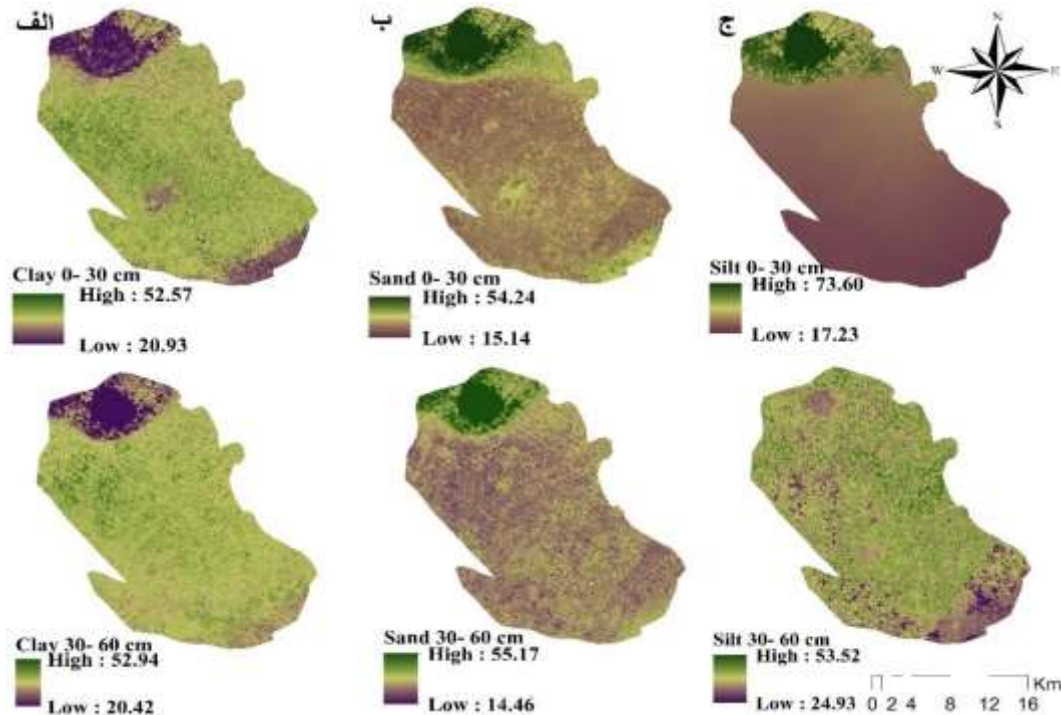 الف
ب
ج
N
W
E
S
Clay 0- 30 cm
High : 52.57
Low : 20.93
Sand 0- 30 cm
High : 54.24
Low : 15.14
Silt 0- 30 cm
High : 73.60
Low : 17.23
Clay 30- 60 cm
High : 52.94
Low : 20.42
Sand 30- 60 cm
High : 55.17
Low : 14.46
Silt 30- 60 cm
High : 53.52
Low : 24.93
Km
0 2 4 8 12 16